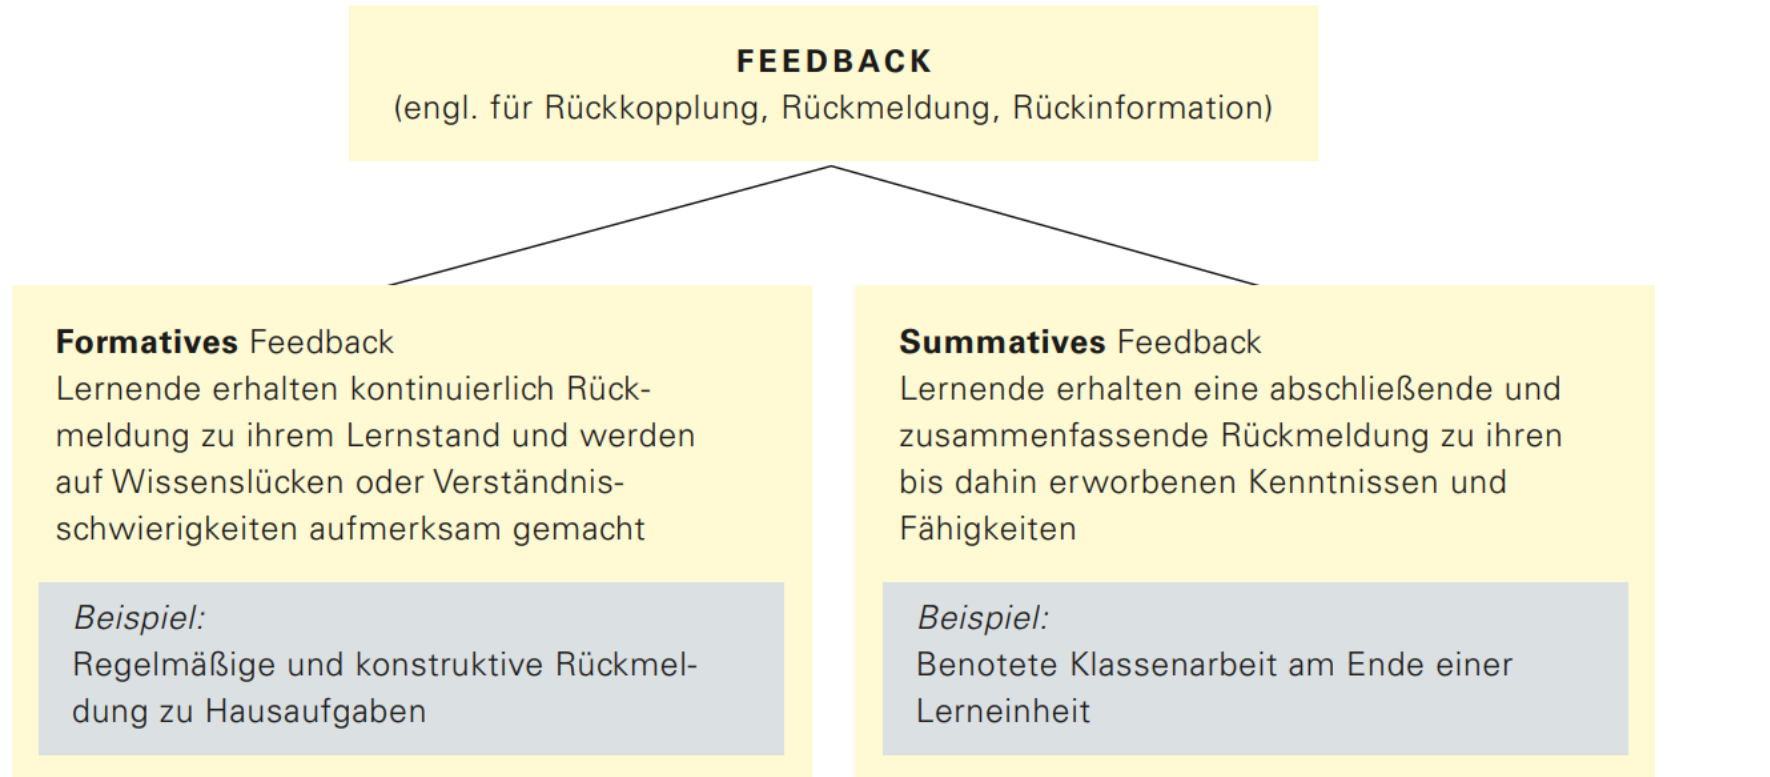 FEEDBACK
(engl. für Rückkopplung, Rückmeldung, Rückinformation)
Formatives Feedback
Lernende erhalten kontinuierlich Rück-
meldung zu ihrem Lernstand und werden
auf Wissenslücken oder Verständnis-
schwierigkeiten aufmerksam gemacht
Beispiel:
Regelmäßige und konstruktive Rückmel-
dung zu Hausaufgaben
Summatives Feedback
Lernende erhalten eine abschließende und
zusammenfassende Rückmeldung zu ihren
bis dahin erworbenen Kenntnissen und
Fähigkeiten
Beispiel:
Benotete Klassenarbeit am Ende einer
Lerneinheit